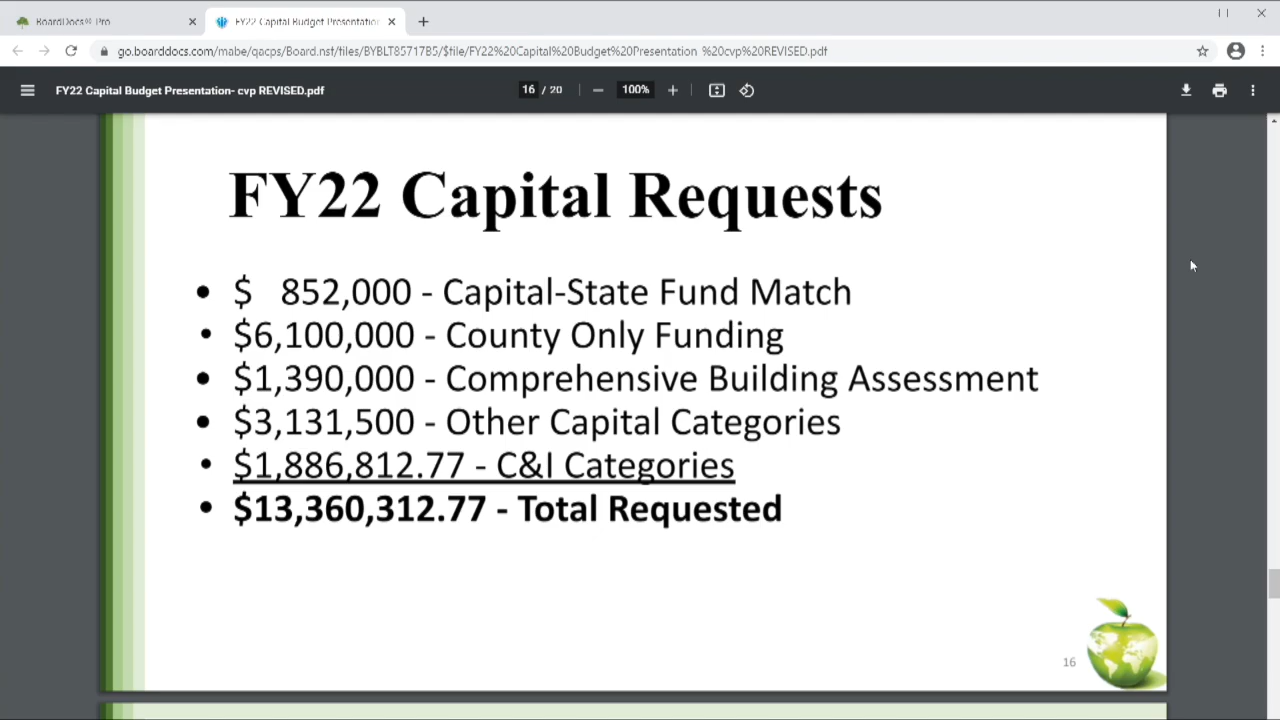 BoardDocs® Pro
FY22 Capital Budget Presentation
go.boarddocs.com/mabe/qacps/Board.nsf/files/BYBLT85717B5/$file/FY22%20Capital%20Budget%20Presentation %20cvp%20REVISED.pdf
FY22 Capital Budget Presentation- cvp REVISED.pdf
16 / 20
100%
FY22 Capital Requests
• $ 852,000 - Capital-State Fund Match
• $6,100,000 - County Only Funding
• $1,390,000 - Comprehensive Building Assessment
• $3,131,500 - Other Capital Categories
• $1,886,812.77 - C&I Categories
• $13,360,312.77 - Total Requested
16